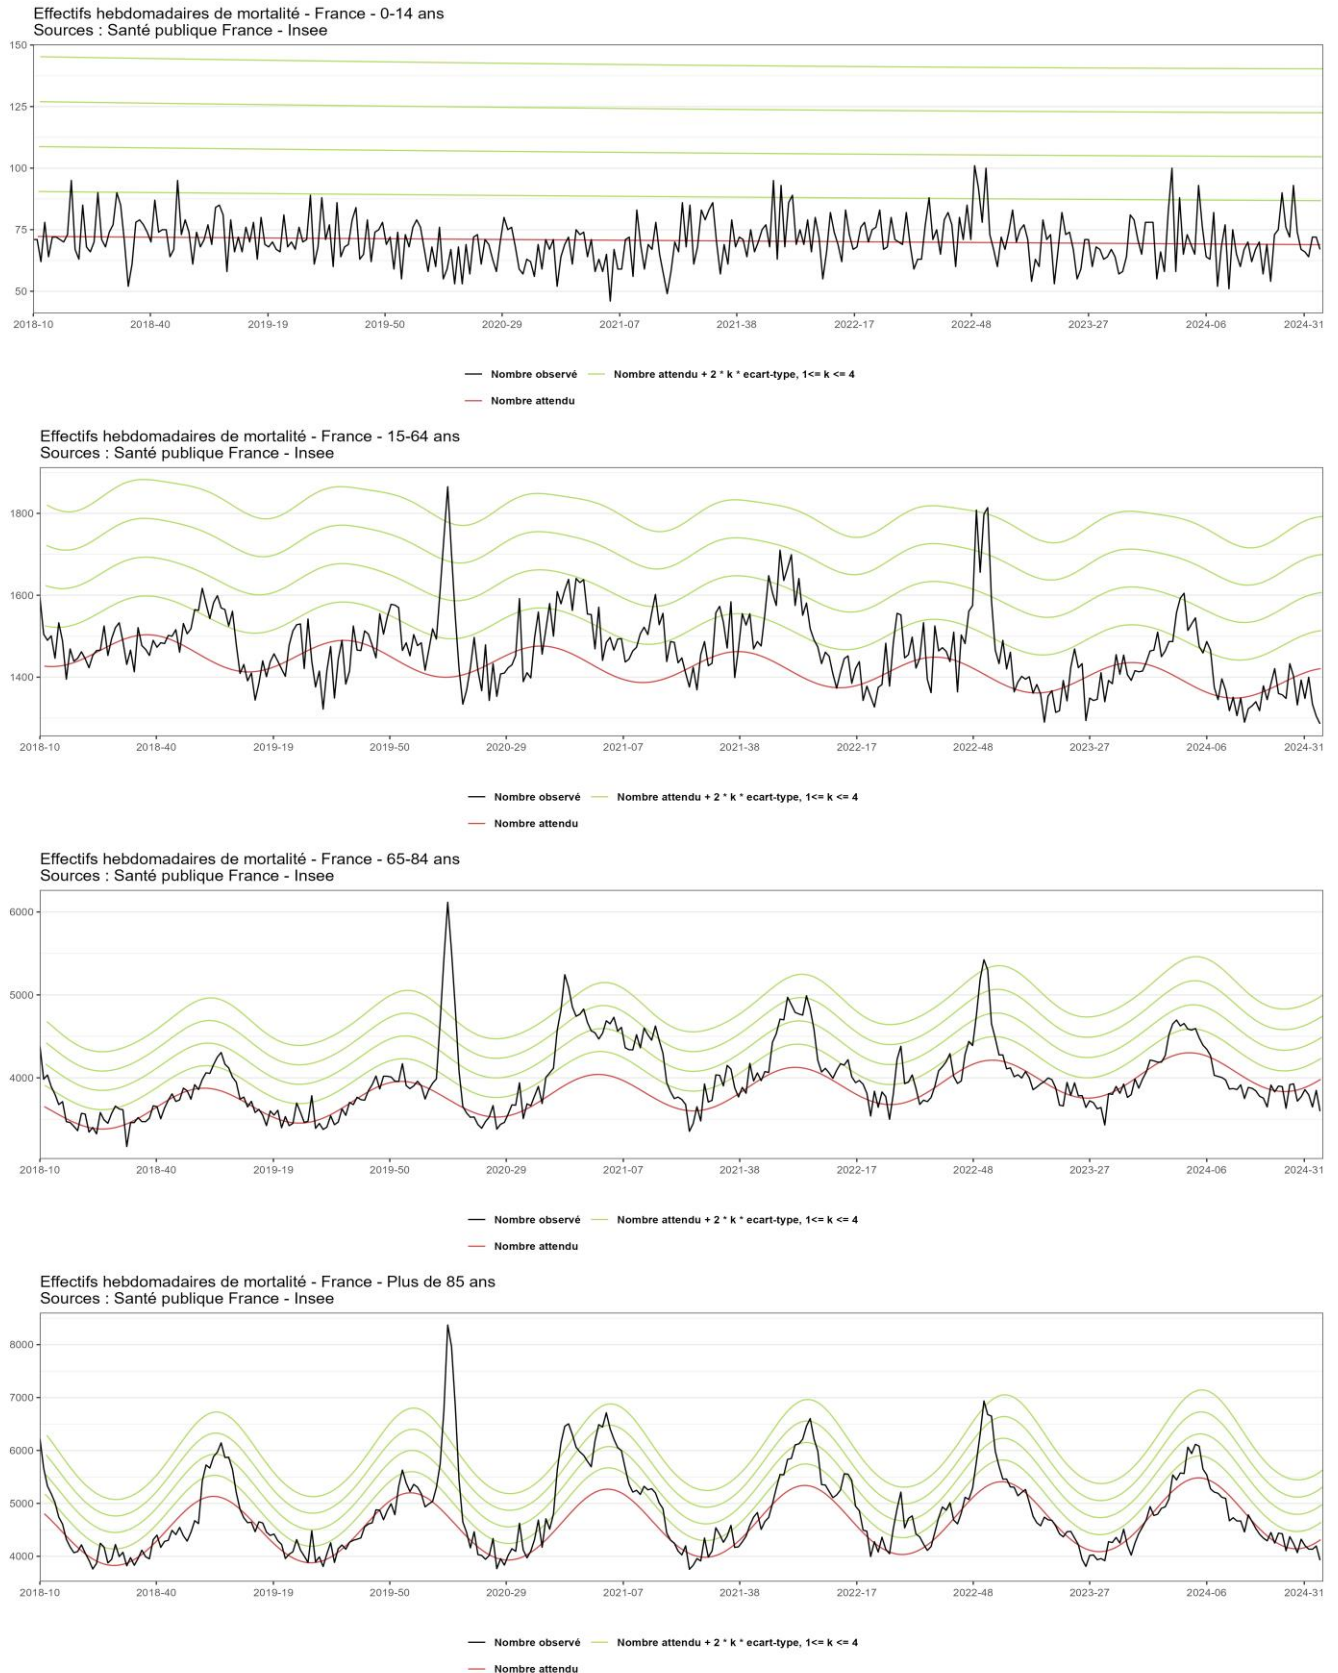 Effectifs hebdomadaires de mortalité - France - 0-14 ans
Sources : Santé publique France - Insee
150
125
100
75
50
2018-10 2018-40 2019-19 2019-50 2020-29 2021-07 2021-38 2022-17 2022-48 2023-27 2024-06 2024-31
Nombre observé Nombre attendu + 2 * k * ecart-type, 1<= k <= 4
Nombre attendu
Effectifs hebdomadaires de mortalité - France - 15-64 ans
Sources : Santé publique France - Insee
1800
1600
1400
2018-10 2018-40 2019-19 2019-50 2020-29 2021-07 2021-38 2022-17 2022-48 2023-27 2024-06 2024-31
Nombre observé Nombre attendu + 2 * k * ecart-type, 1<= k <= 4
Nombre attendu
Effectifs hebdomadaires de mortalité - France - 65-84 ans
Sources : Santé publique France - Insee
6000
5000
4000
2018-10 2018-40 2019-19 2019-50 2020-29 2021-07 2021-38 2022-17 2022-48 2023-27 2024-06 2024-31
Nombre observé Nombre attendu + 2 * k * ecart-type, 1<= k <= 4
Nombre attendu
Effectifs hebdomadaires de mortalité - France - Plus de 85 ans
Sources : Santé publique France - Insee
8000
7000
6000
5000
4000
2018-10 2018-40 2019-19 2019-50 2020-29 2021-07 2021-38 2022-17 2022-48 2023-27 2024-06 2024-31
Nombre observé Nombre attendu + 2 * k * ecart-type, 1<= k <= 4
Nombre attendu